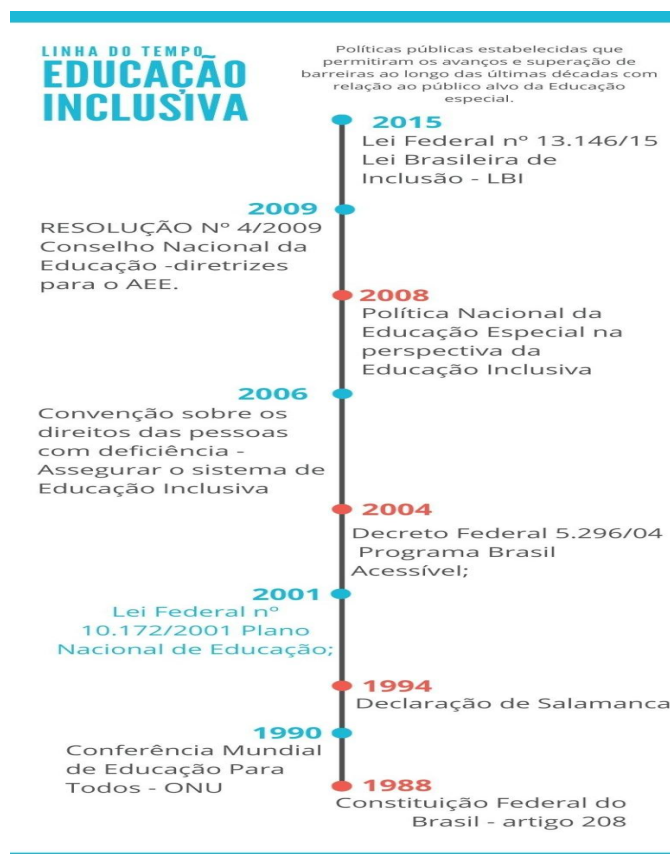 LINHA DO TEMPO
EDUCAÇÃO
INCLUSIVA
Políticas públicas estabelecidas que
permitiram os avanços e superação de
barreiras ao longo das últimas décadas com
relação ao público alvo da Educação
especial.
2015
Lei Federal nº 13.146/15
Lei Brasileira de
Inclusão - LBI
2009
RESOLUÇÃO Nº 4/2009
Conselho Nacional da
Educação -diretrizes
para o AEE.
2008
Política Nacional da
Educação Especial na
perspectiva da
Educação Inclusiva
2006
Convenção sobre os
direitos das pessoas
com deficiência -
Assegurar o sistema de
Educação Inclusiva
2004
Decreto Federal 5.296/04
Programa Brasil
Acessível;
2001
Lei Federal nº
10.172/2001 Plano
Nacional de Educação;
1994
Declaração de Salamanca
1990
Conferência Mundial
de Educação Para
Todos - ONU
1988
Constituição Federal do
Brasil - artigo 208